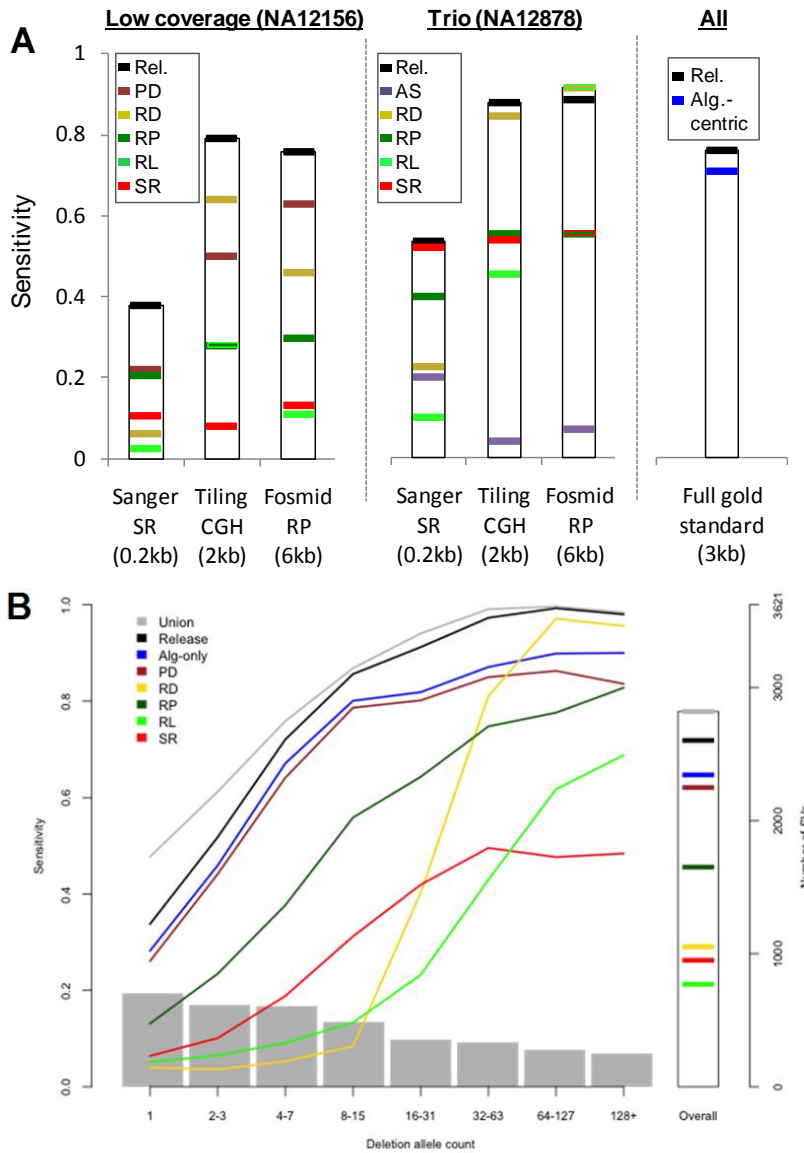 A
Low coverage (NA12156)
Trio (NA12878)
All
Sensitivity
1
0.8
0.6
0.4
0.2
0
Rel.
PD
RD
RP
RL
SR
Rel.
AS
RD
RP
RL
SR
Rel.
Alg.-
centric
Sanger
SR
(0.2kb)
Tiling
CGH
(2kb)
Fosmid
RP
(6kb)
Sanger
SR
(0.2kb)
Tiling
CGH
(2kb)
Fosmid
RP
(6kb)
Full gold
standard
(3kb)
B
Sensitivity
1.0
0.8
0.6
0.4
0.2
0.0
Union
Release
Alg-only
PD
RD
RP
RL
SR
1
2-3
4-7
8-15
16-31
32-63
64-127
128+
Deletion allele count
Overall
3621
3000
2000
1000
0